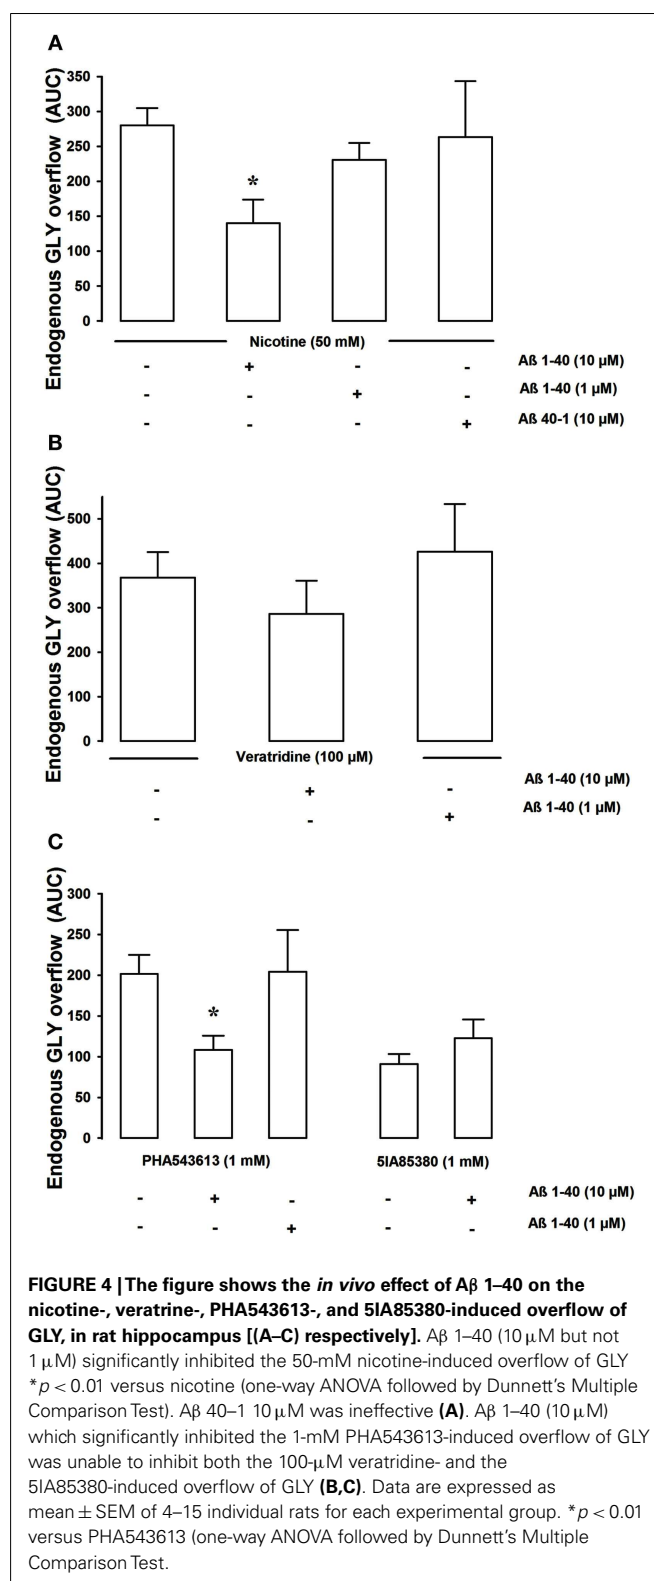 A
Endogenous GLY overflow (AUC)
350
300
250
200
150
100
50
0
*
Nicotine (50 mM)
- + - - Aß 1-40 (10 µM)
- - + - Aß 1-40 (1 µM)
- - - + Aß 40-1 (10 µM)
B
Endogenous GLY overflow (AUC)
500
400
300
200
100
0
Veratridine (100 µM)
- + - Aß 1-40 (10 µM)
- - + Aß 1-40 (1 µM)
C
Endogenous GLY overflow (AUC)
300
250
200
150
100
50
0
*
PHA543613 (1 mM) 5IA85380 (1 mM)
- + - - + Aß 1-40 (10 µM)
- - + - - Aß 1-40 (1 µM)
FIGURE 4 | The figure shows the in vivo effect of Aβ 1–40 on the
nicotine-, veratrine-, PHA543613-, and 5IA85380-induced overflow of
GLY, in rat hippocampus [(A–C) respectively]. Aβ 1–40 (10 μM but not
1 μM) significantly inhibited the 50-mM nicotine-induced overflow of GLY
*p < 0.01 versus nicotine (one-way ANOVA followed by Dunnett's Multiple
Comparison Test). Aβ 40–1 10 μM was ineffective (A). Aβ 1–40 (10 μM)
which significantly inhibited the 1-mM PHA543613-induced overflow of GLY
was unable to inhibit both the 100-μM veratridine- and the
5IA85380-induced overflow of GLY (B,C). Data are expressed as
mean ± SEM of 4–15 individual rats for each experimental group. *p < 0.01
versus PHA543613 (one-way ANOVA followed by Dunnett's Multiple
Comparison Test.